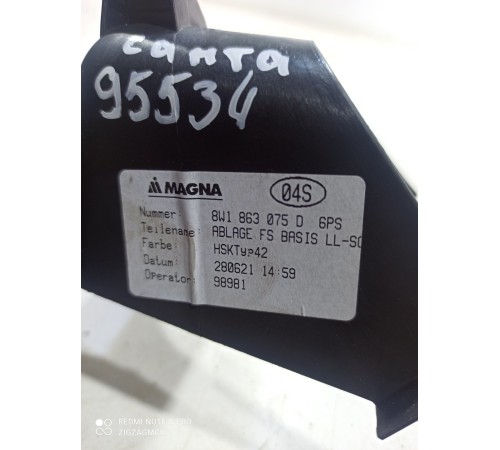 санта
95534
MAGNA
04S
Nummer 8W1 863 075 D 6PS
Teilename: ABLAGE FS BASIS LL-SC
Farbe: HSKTyp42
Datum: 280621 14:59
Operator: 98981
REDMI NOTE 8 PRO